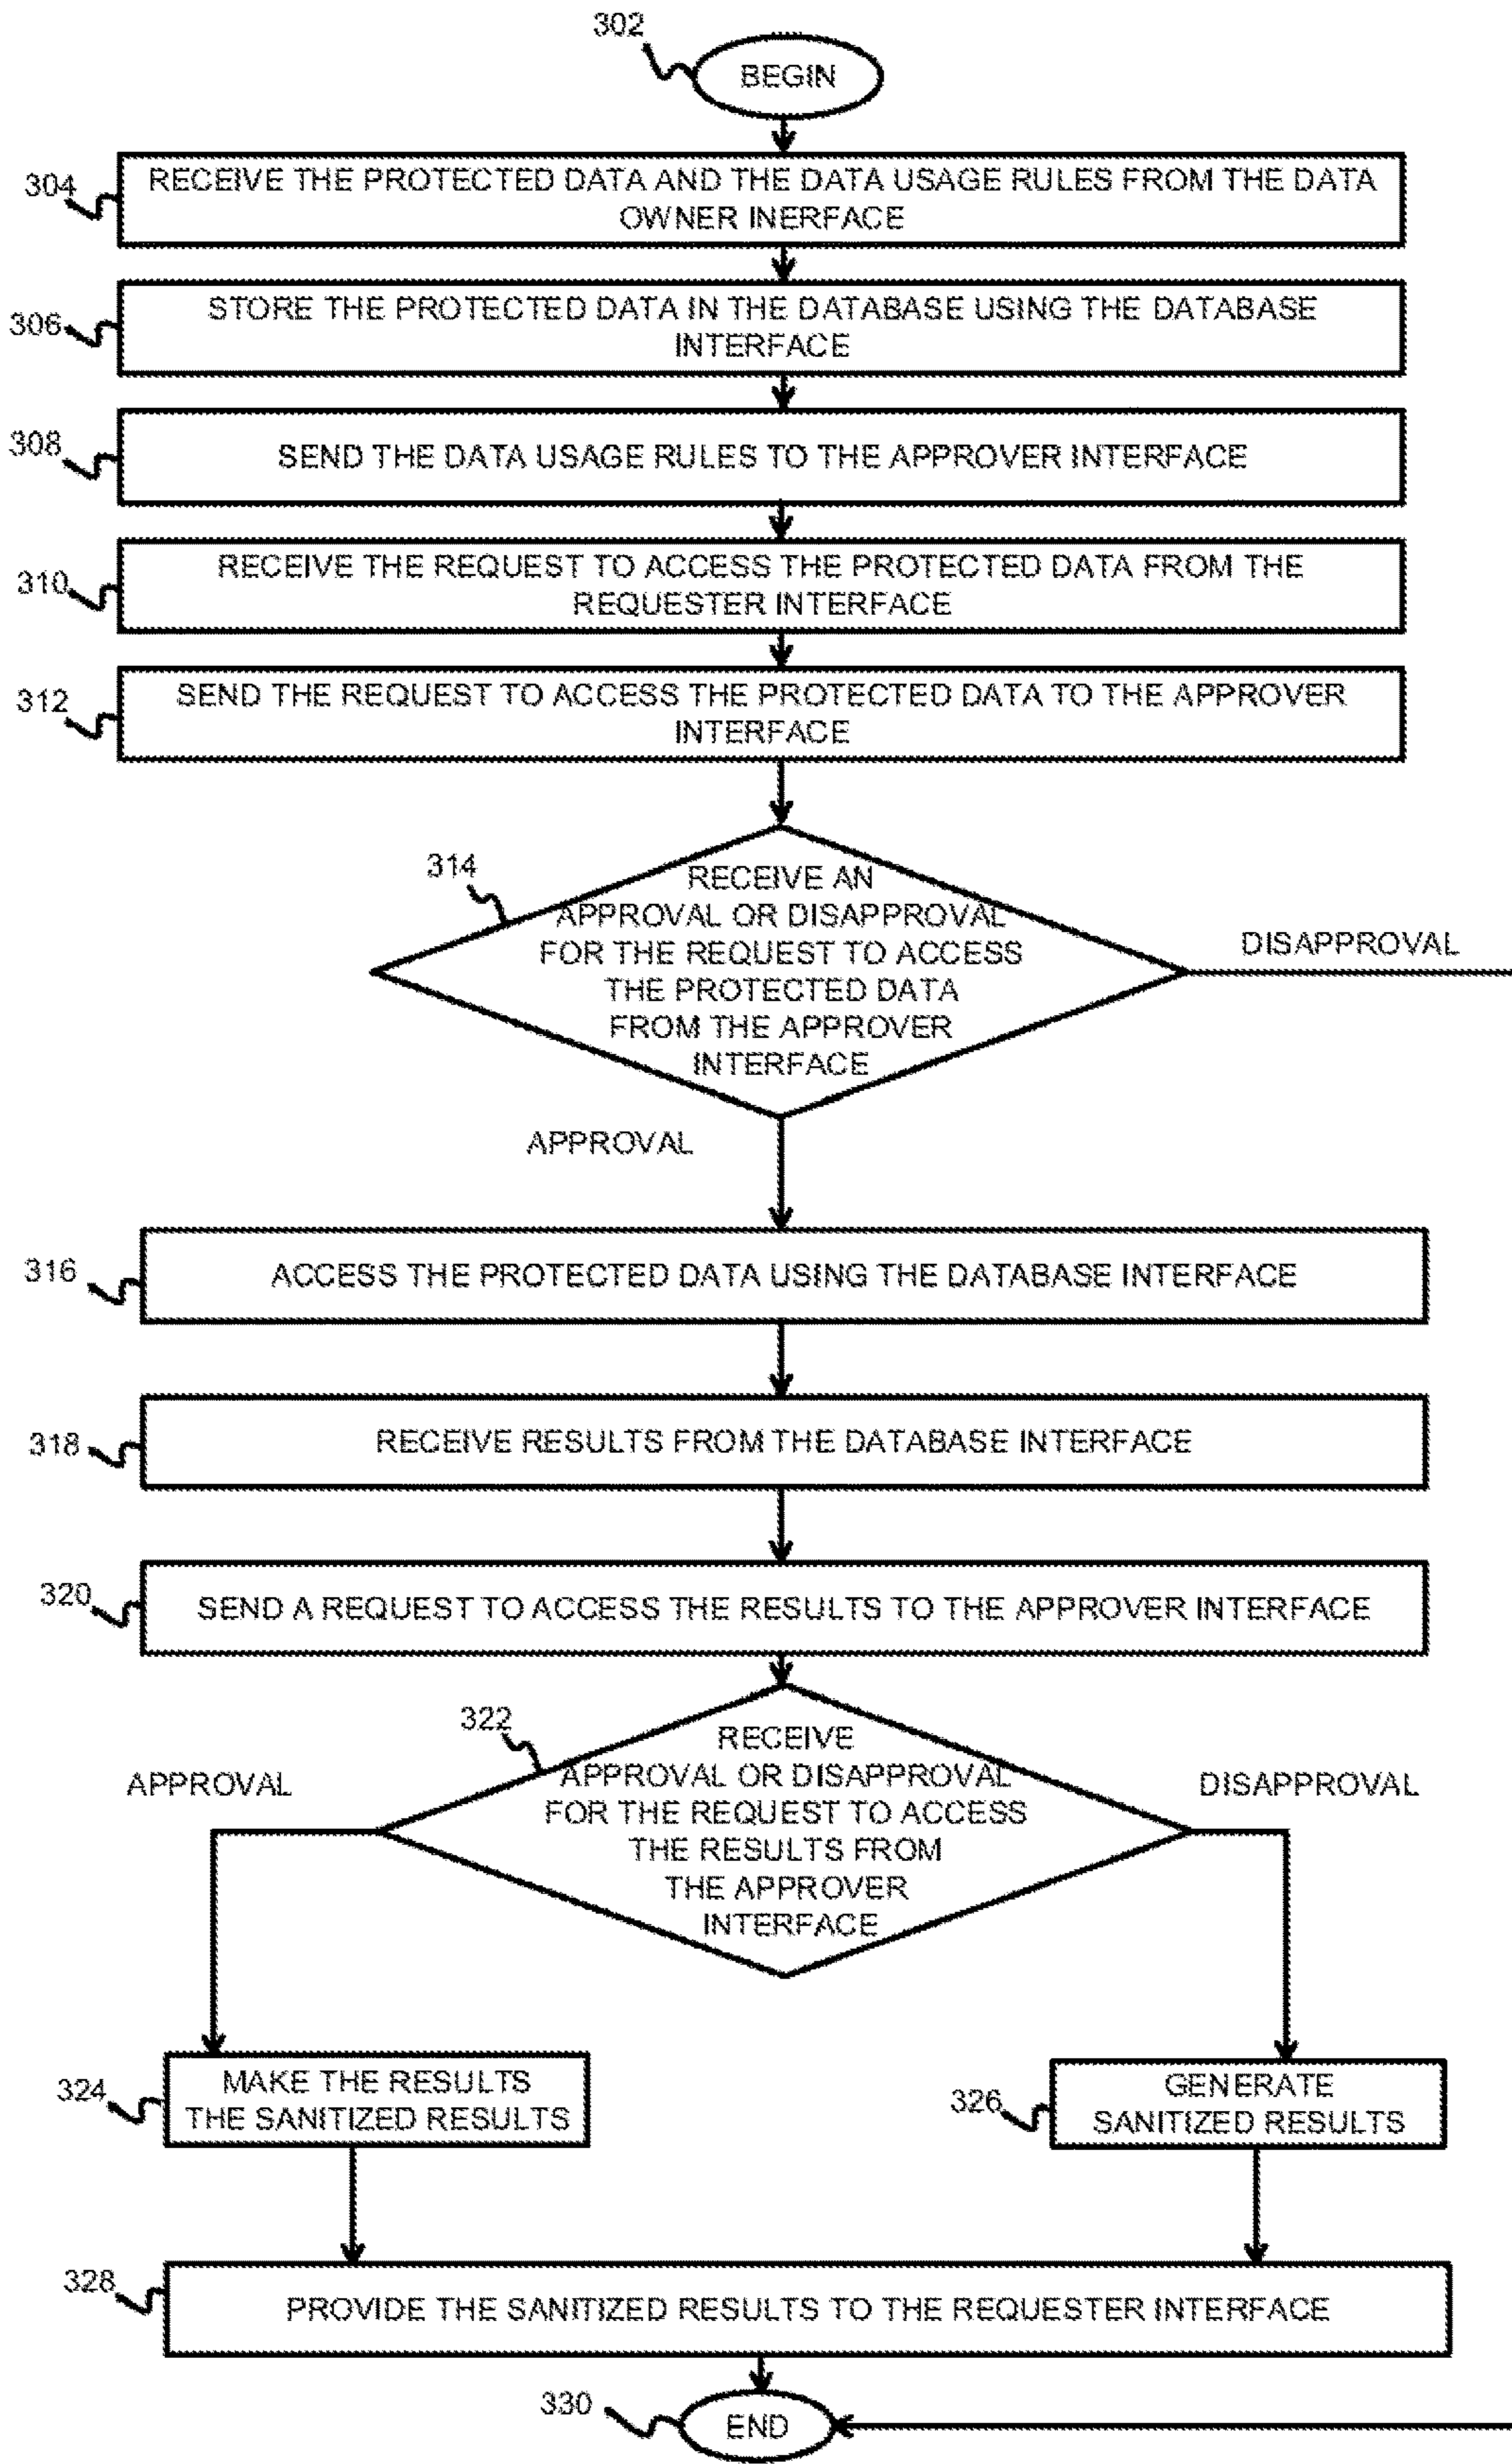 302
BEGIN
304
RECEIVE THE PROTECTED DATA AND THE DATA USAGE RULES FROM THE DATA
OWNER INERFACE
306
STORE THE PROTECTED DATA IN THE DATABASE USING THE DATABASE
INTERFACE
308
SEND THE DATA USAGE RULES TO THE APPROVER INTERFACE
310
RECEIVE THE REQUEST TO ACCESS THE PROTECTED DATA FROM THE
REQUESTER INTERFACE
312
SEND THE REQUEST TO ACCESS THE PROTECTED DATA TO THE APPROVER
INTERFACE
314
RECEIVE AN
APPROVAL OR DISAPPROVAL
FOR THE REQUEST TO ACCESS
THE PROTECTED DATA
FROM THE APPROVER
INTERFACE
DISAPPROVAL
APPROVAL
316
ACCESS THE PROTECTED DATA USING THE DATABASE INTERFACE
318
RECEIVE RESULTS FROM THE DATABASE INTERFACE
320
SEND A REQUEST TO ACCESS THE RESULTS TO THE APPROVER INTERFACE
322
RECEIVE
APPROVAL OR DISAPPROVAL
FOR THE REQUEST TO ACCESS
THE RESULTS FROM
THE APPROVER
INTERFACE
APPROVAL
DISAPPROVAL
324
MAKE THE RESULTS
THE SANITIZED RESULTS
326
GENERATE
SANITIZED RESULTS
328
PROVIDE THE SANITIZED RESULTS TO THE REQUESTER INTERFACE
330
END